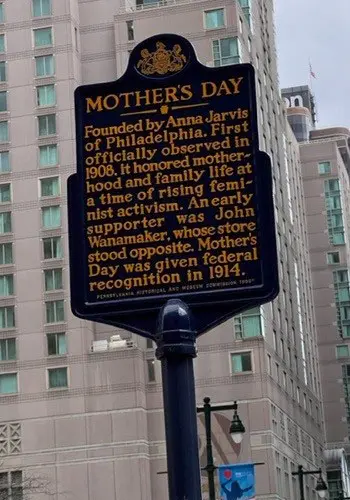 MOTHER'S DAY
Founded by Anna Jarvis
of Philadelphia. First
officially observed in
1908, it honored mother-
hood and family life at
a time of rising femi-
nist activism. An early
supporter was John
Wanamaker, whose store
stood opposite. Mother's
Day was given federal
recognition in 1914.
PENNSYLVANIA HISTORICAL AND MUSEUM COMMISSION 1998